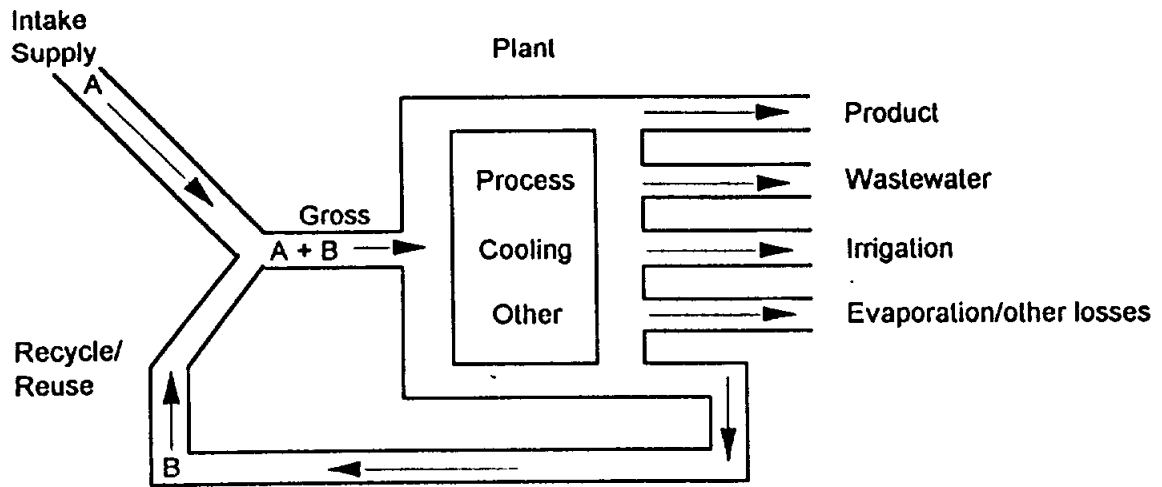 Intake
Supply
A
Plant
Product
Process
Wastewater
Gross
A + B
Cooling
Irrigation
Other
Evaporation/other losses
Recycle/
Reuse
B